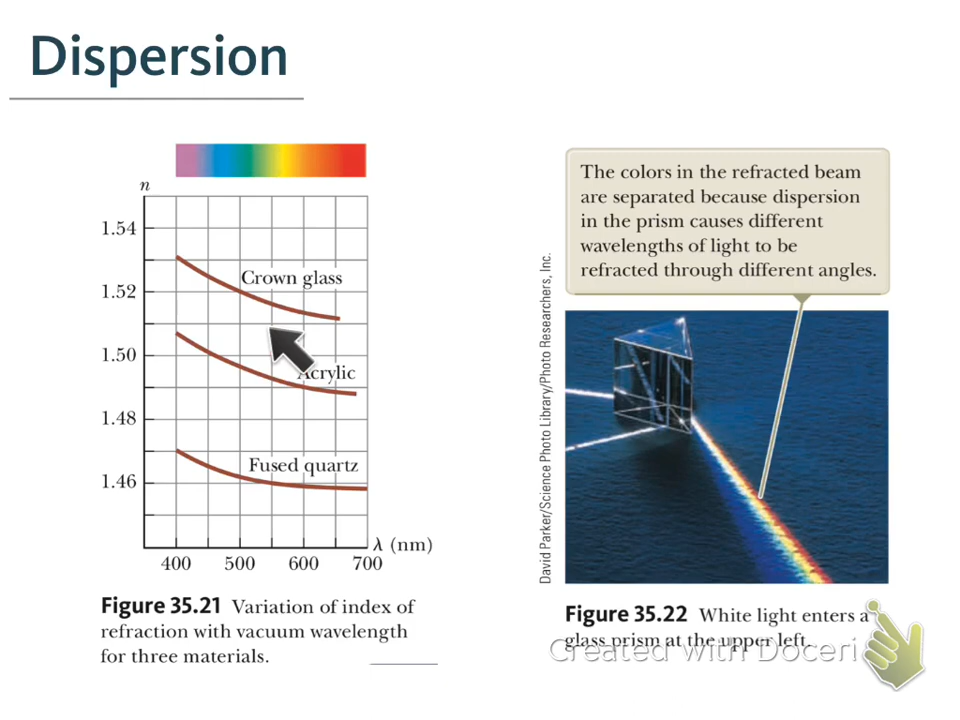 Dispersion
n
1.54
1.52
1.50
1.48
1.46
Crown glass
Acrylic
Fused quartz
λ (nm)
400 500 600 700
Figure 35.21 Variation of index of
refraction with vacuum wavelength
for three materials.
The colors in the refracted beam
are separated because dispersion
in the prism causes different
wavelengths of light to be
refracted through different angles.
David Parker/Science Photo Library/Photo Researchers, Inc.
Figure 35.22 White light enters a
glass prism at the upper left.
Created with Doceri